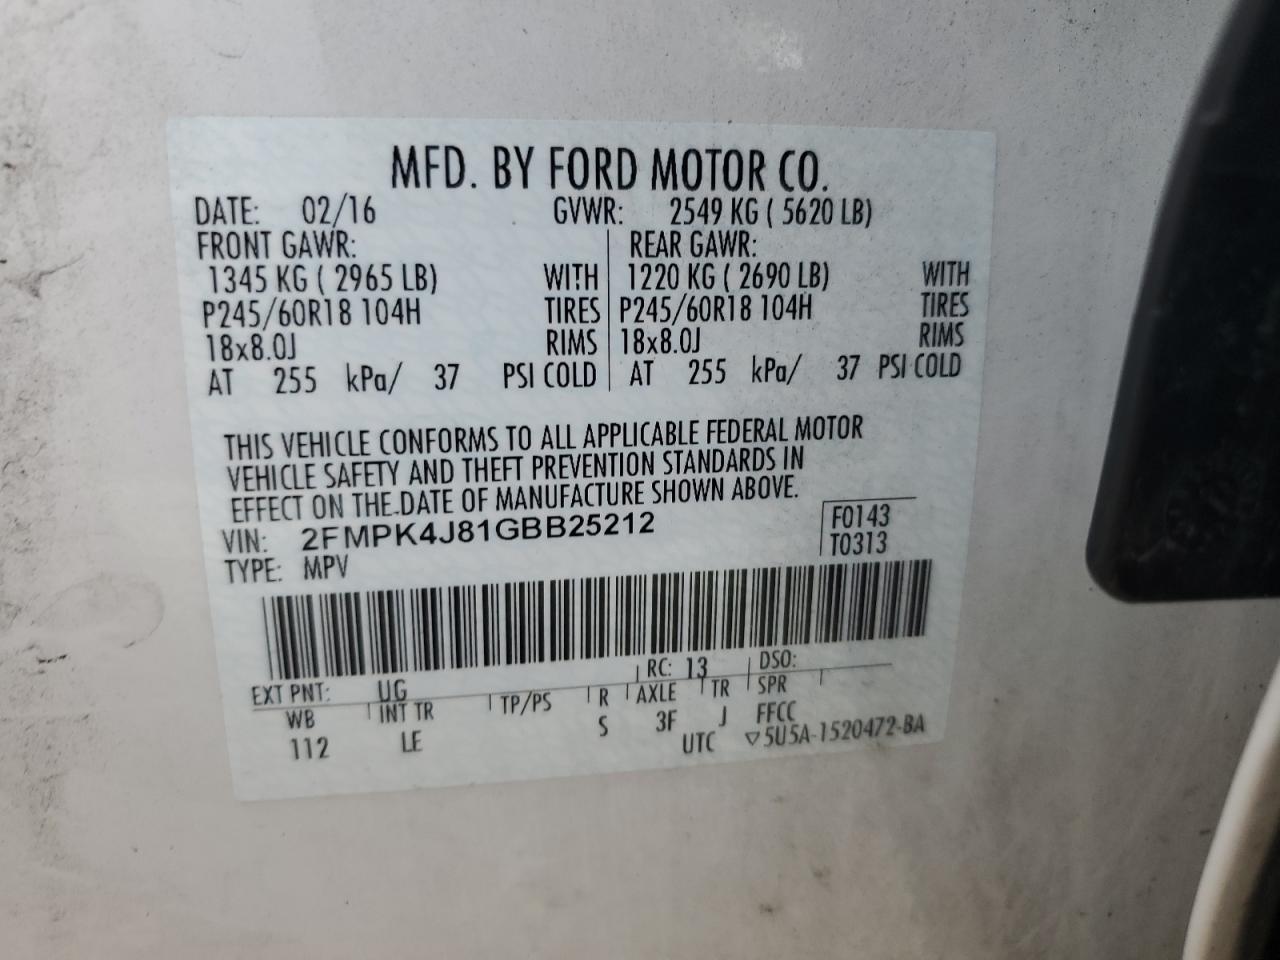 MFD. BY FORD MOTOR CO.
DATE: 02/16 GVWR: 2549 KG ( 5620 LB)
FRONT GAWR: REAR GAWR:
1345 KG ( 2965 LB) WITH 1220 KG ( 2690 LB) WITH
P245/60R18 104H TIRES P245/60R18 104H TIRES
18x8.0J RIMS 18x8.0J RIMS
AT 255 kPa/ 37 PSI COLD AT 255 kPa/ 37 PSI COLD
THIS VEHICLE CONFORMS TO ALL APPLICABLE FEDERAL MOTOR
VEHICLE SAFETY AND THEFT PREVENTION STANDARDS IN
EFFECT ON THE DATE OF MANUFACTURE SHOWN ABOVE.
VIN: 2FMPK4J81GBB25212 F0143
TYPE: MPV T0313
EXT PNT: UG RC: 13 DSO:
WB INT TR TP/PS R AXLE TR SPR
112 LE S 3F J FFCC
UTC ▽5U5A-1520472-BA